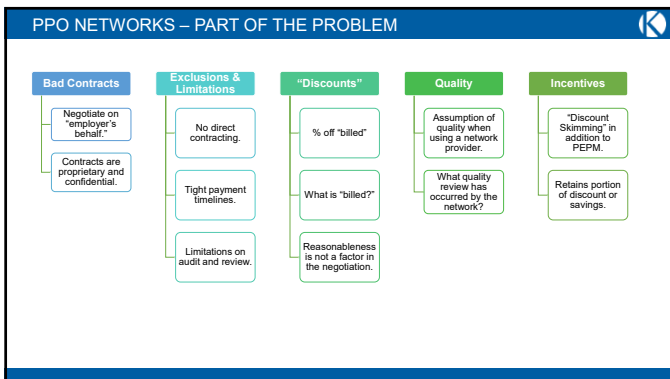 PPO NETWORKS – PART OF THE PROBLEM
K
Bad Contracts
Negotiate on
“employer’s
behalf.”
Contracts are
proprietary and
confidential.
Exclusions &
Limitations
No direct
contracting.
Tight payment
timelines.
Limitations on
audit and review.
“Discounts”
% off “billed”
What is “billed?”
Reasonableness
is not a factor in
the negotiation.
Quality
Assumption of
quality when
using a network
provider.
What quality
review has
occurred by the
network?
Incentives
“Discount
Skimming” in
addition to
PEPM.
Retains portion
of discount or
savings.